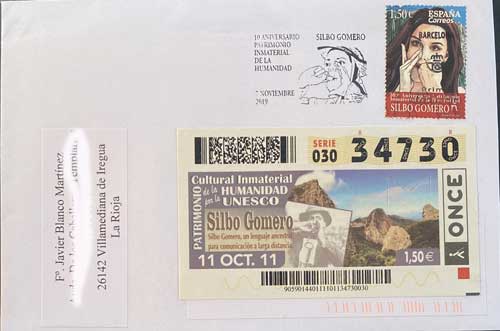 1,50€ ESPAÑA
Correos
BARCELO
SILBO GOMERO
10 ANIVERSARIO
PATRIMONIO
INMATERIAL
DE LA
HUMANIDAD
SILBO GOMERO
NOVIEMBRE
2019
SERIE
030
34730
PATRIMONIO
Cultural Inmaterial
de la HUMANIDAD
por la UNESCO
Silbo Gomero
Silbo Gomero, un lenguaje ancestral
para comunicación a larga distancia
11 OCT. 11
1,50€
ONCE
Fº. Javier Blanco Martínez
26142 Villamediana de Iregua
La Rioja